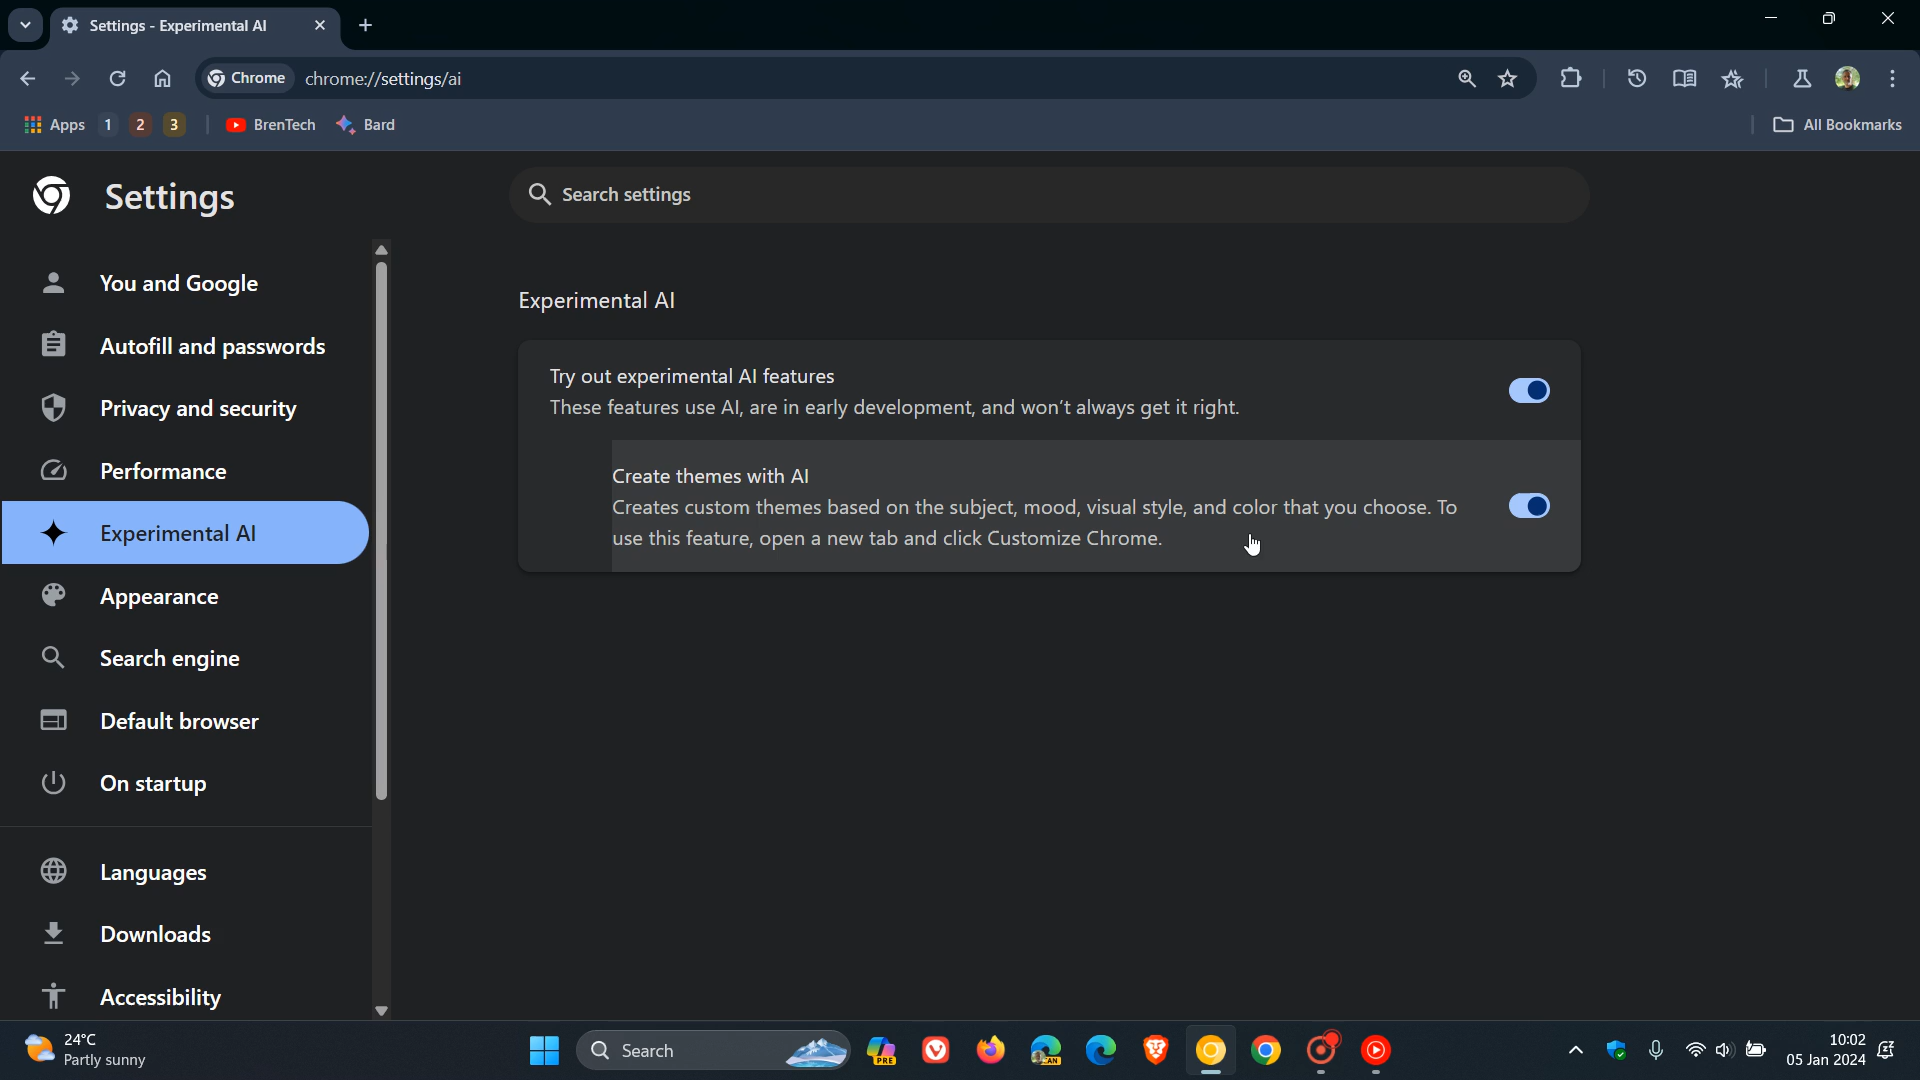 Settings - Experimental AI
Chrome
chrome://settings/ai
Apps
1
2
3
BrenTech
Bard
All Bookmarks
Settings
Search settings
You and Google
Autofill and passwords
Privacy and security
Performance
Experimental AI
Appearance
Search engine
Default browser
On startup
Languages
Downloads
Accessibility
Experimental AI
Try out experimental AI features
These features use AI, are in early development, and won't always get it right.
Create themes with AI
Creates custom themes based on the subject, mood, visual style, and color that you choose. To
use this feature, open a new tab and click Customize Chrome.
24°C
Partly sunny
Search
PRE
CAN
10:02
05 Jan 2024